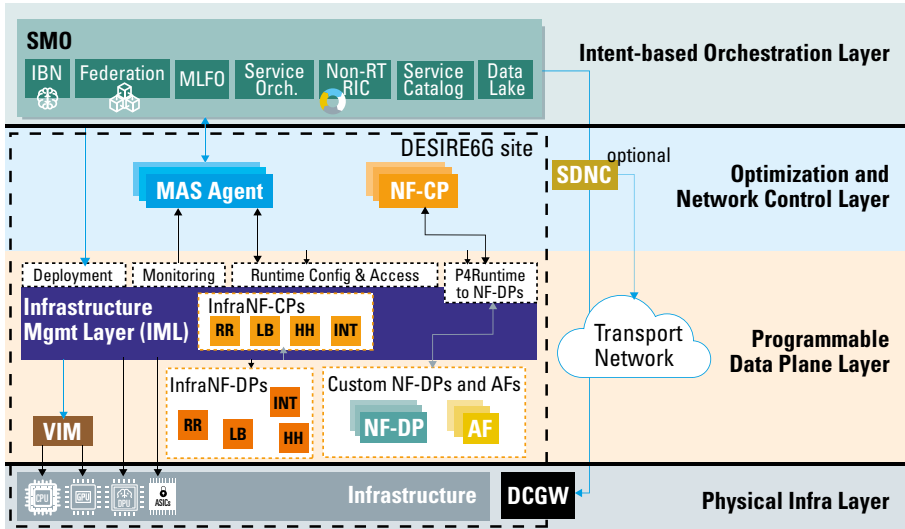 SMO
Intent-based Orchestration Layer
IBN
Federation
MLFO
Service
Orch.
Non-RT
RIC
Service
Catalog
Data
Lake
DESIRE6G site
optional
MAS Agent
NF-CP
SDNC
Optimization and
Network Control Layer
Deployment
Monitoring
Runtime Config & Access
P4Runtime
to NF-DPs
Infrastructure
Mgmt Layer (IML)
InfraNF-CPs
RR
LB
HH
INT
Transport
Network
Programmable
Data Plane Layer
InfraNF-DPs
INT
RR
LB
HH
Custom NF-DPs and AFs
NF-DP
AF
VIM
CPU
GPU
DPU
ASICs
Infrastructure
DCGW
Physical Infra Layer